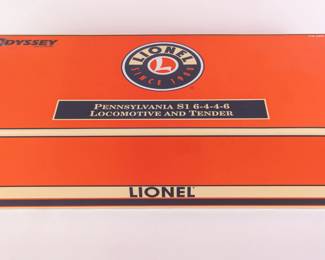 ODYSSEY
LIONEL
L
SINCE 1900
PENNSYLVANIA S1 6-4-4-6
LOCOMOTIVE AND TENDER
LIONEL